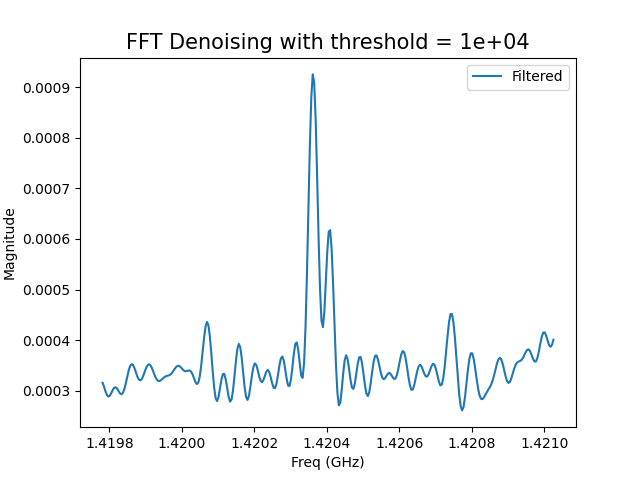 FFT Denoising with threshold = 1e+04
Filtered
Magnitude
0.0009
0.0008
0.0007
0.0006
0.0005
0.0004
0.0003
1.4198 1.4200 1.4202 1.4204 1.4206 1.4208 1.4210
Freq (GHz)